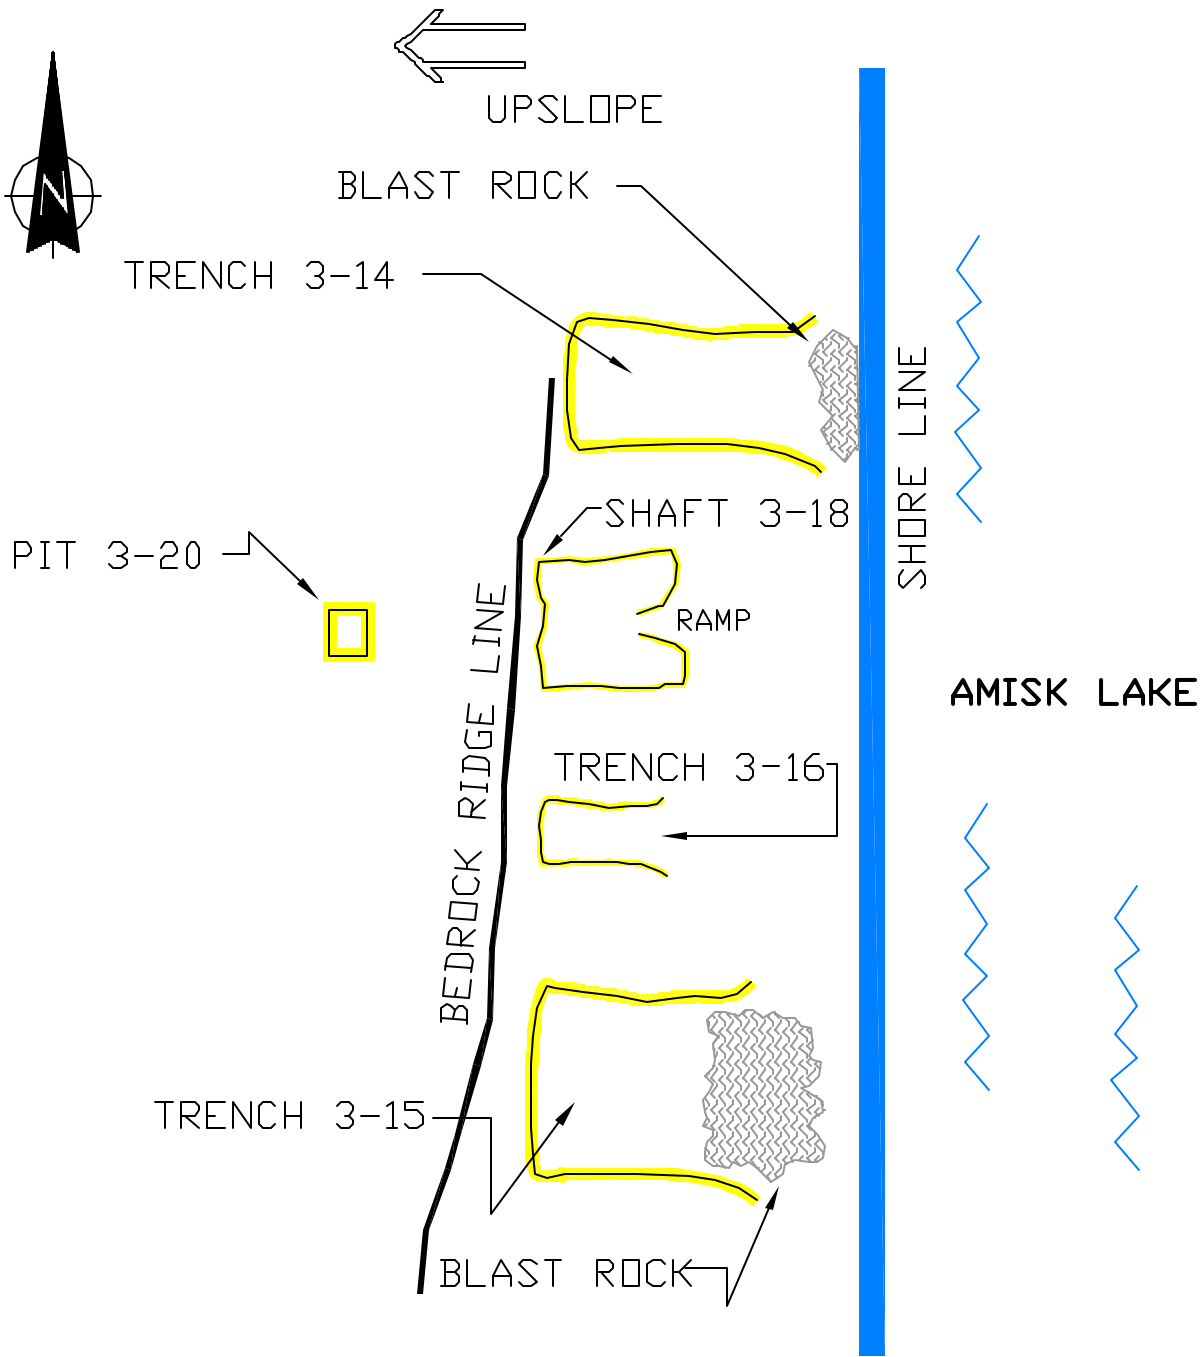 UPSLOPE
N
BLAST ROCK
TRENCH 3-14
SHORE LINE
SHAFT 3-18
PIT 3-20
RAMP
BEDROCK RIDGE LINE
AMISK LAKE
TRENCH 3-16
TRENCH 3-15
BLAST ROCK